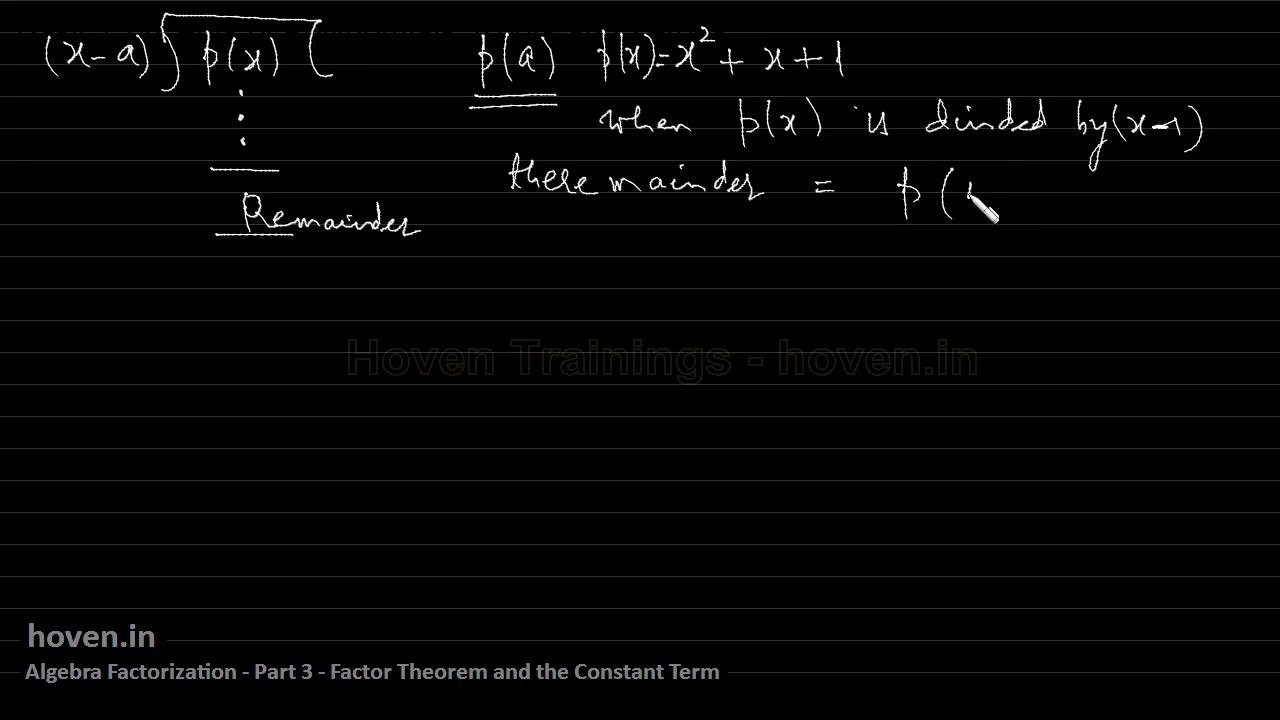 (x-a) p(x) (
p(a) p(x)=x² + x + 1
when p(x) is divided by (x-1)
the remainder = p(1
Remainder
Hoven Trainings - hoven.in
hoven.in
Algebra Factorization - Part 3 - Factor Theorem and the Constant Term